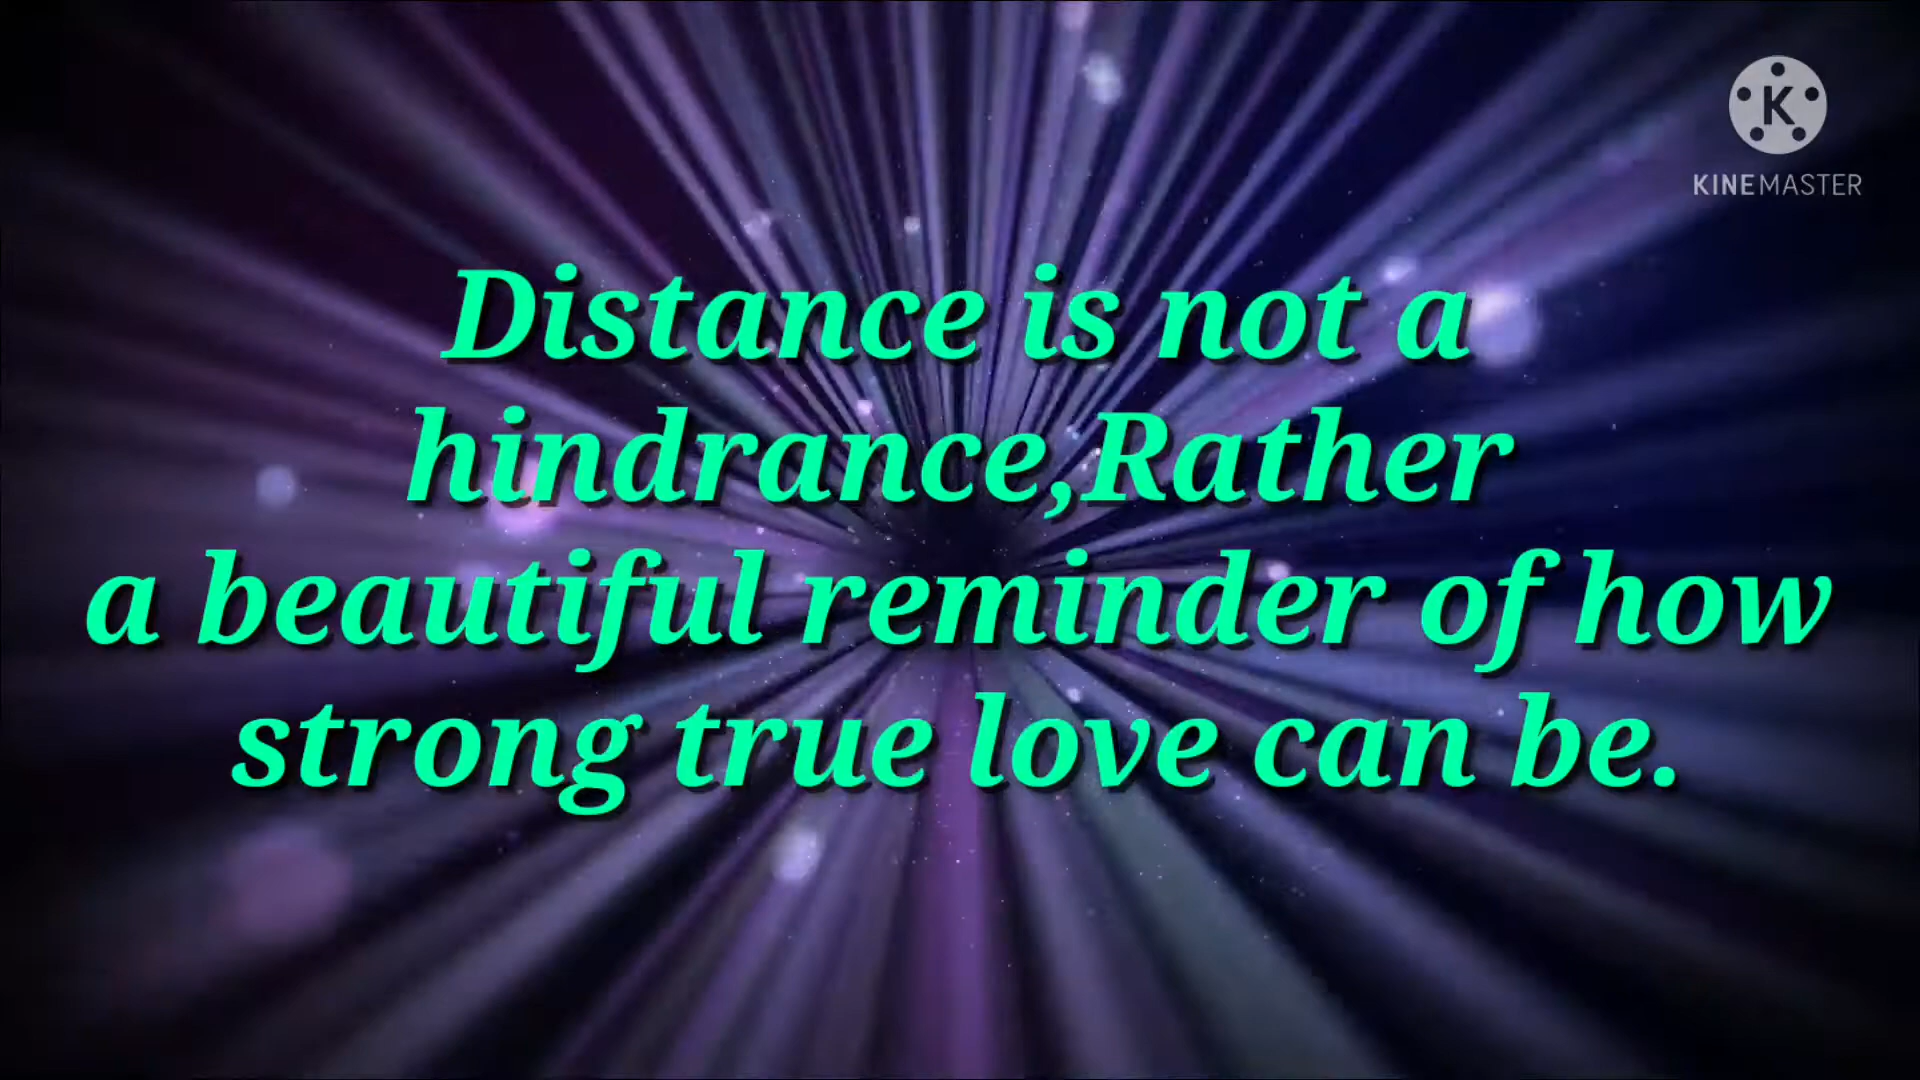 K
KINEMASTER
Distance is not a
hindrance,Rather
a beautiful reminder of how
strong true love can be.